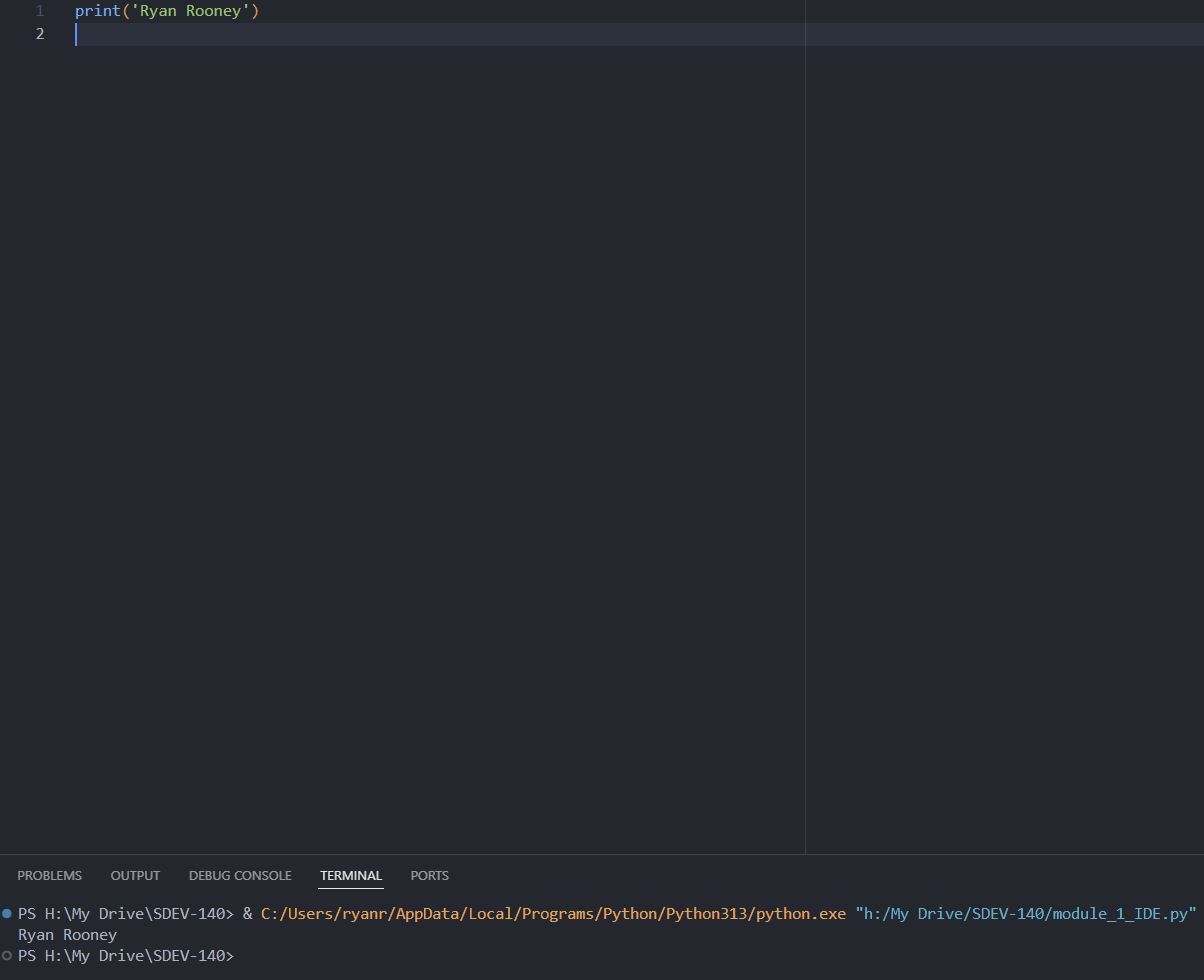 1 print('Ryan Rooney')
2
PROBLEMS OUTPUT DEBUG CONSOLE TERMINAL PORTS
PS H:\My Drive\SDEV-140> & C:/Users/ryanr/AppData/Local/Programs/Python/Python313/python.exe "h:/My Drive/SDEV-140/module_1_IDE.py"
Ryan Rooney
PS H:\My Drive\SDEV-140>